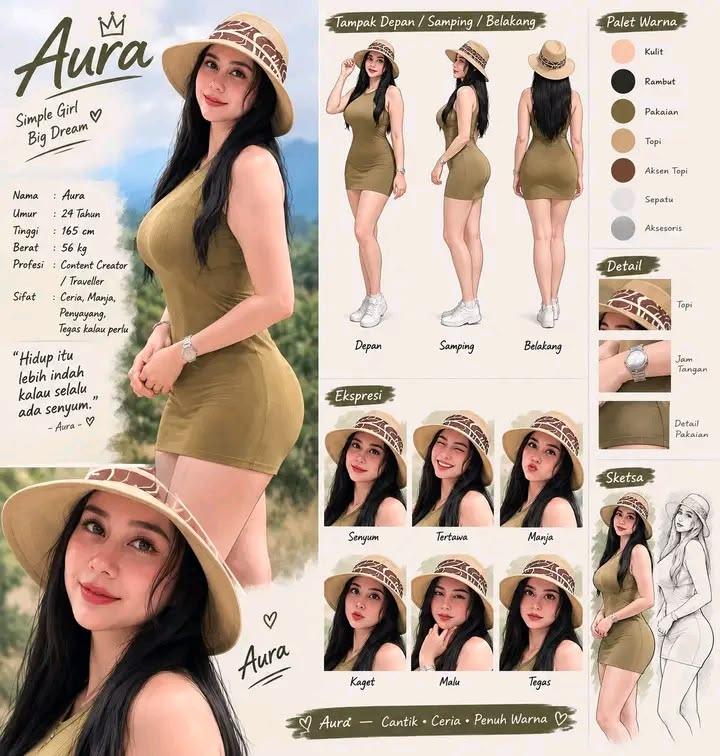 Aura
Simple Girl
Big Dream
Nama : Aura
Umur : 24 Tahun
Tinggi : 165 cm
Berat : 56 kg
Profesi : Content Creator
/ Traveller
Sifat : Ceria, Manja,
Penyayang,
Tegas kalau perlu
"Hidup itu
lebih indah
kalau selalu
ada senyum."
- Aura -
Aura
Tampak Depan / Samping / Belakang
Depan
Samping
Belakang
Ekspresi
Senyum
Tertawa
Manja
Kaget
Malu
Tegas
Palet Warna
Kulit
Rambut
Pakaian
Topi
Aksen Topi
Sepatu
Aksesoris
Detail
Topi
Jam
Tangan
Detail
Pakaian
Sketsa
Aura — Cantik • Ceria • Penuh Warna